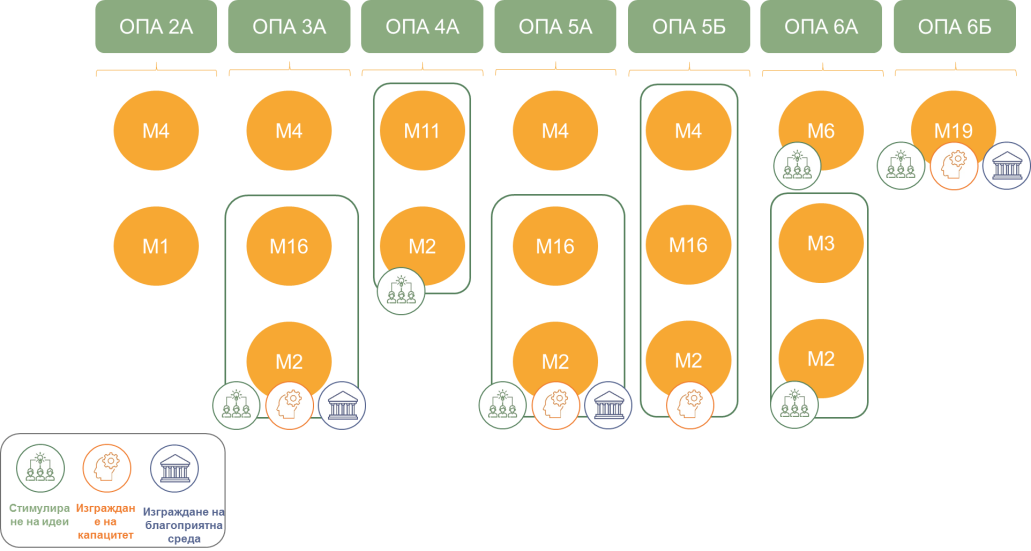 ОПА 2А ОПА 3А ОПА 4А ОПА 5А ОПА 5Б ОПА 6А ОПА 6Б
М4 М4 М11 М4 М4 М6 М19
М1 М16 М2 М16 М16 М3
М2 М2 М2 М2
Стимулира
не на идеи
Изграждан
е на
капацитет
Изграждане на
благоприятна
среда